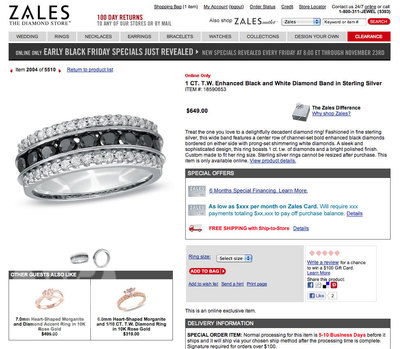 ZALES
THE DIAMOND STORE
100 DAY RETURNS
TO ANY OF OUR STORES OR BY MAIL
My Shopping Bag (1 item) My Account (logout) Order Status
Contact us 24/7 online or call
1-800-311-JEWEL (5393)
Also shop ZALES outlet
Keyword or item #
SEARCH
WEDDING
RINGS
NECKLACES
EARRINGS
BRACELETS
WATCHES
COLLECTIONS
DESIGN YOUR OWN
CLEARANCE
ONLINE ONLY EARLY BLACK FRIDAY SPECIALS JUST REVEALED NEW SPECIALS REVEALED EVERY FRIDAY AT 6:00 ET THROUGH NOVEMBER 23RD
Item 2004 of 5510 Return to product list
Online Only
1 CT. T.W. Enhanced Black and White Diamond Band in Sterling Silver
ITEM #: 18590653
$649.00
The Zales Difference
Why shop Zales?
Treat the one you love to a delightfully decadent diamond ring! Fashioned in fine sterling
silver, this wide band features a center row of channel-set bold enhanced black diamonds
bordered on either side with prong-set shimmering white diamonds. A sleek and
sophisticated design, this ring boasts 1 ct. t.w. of diamonds and a bright polished finish.
Custom made to fit her ring size. Sterling silver rings cannot be resized after purchase. This
item is only available online. View product details.
SPECIAL OFFERS
ZALES
6 Months Special Financing. Learn More.
ZALES
As low as $xxx per month on Zales Card. Will require xxx
payments totaling $xx,xxx to pay off purchase balance. Details
FREE SHIPPING with Ship-to-Store Details
Ring size:
Select size
ADD TO BAG
Add to wish list Send a hint Print page
Write a review for a chance
to win a $100 Gift Card.
Learn More
Share
Like 2
This is an online exclusive item.
OTHER GUESTS ALSO LIKE
7.0mm Heart-Shaped Morganite
and Diamond Accent Ring in 10K
Rose Gold
$499.00
5.0mm Heart-Shaped Morganite
and 1/10 CT. T.W. Diamond Ring
in 10K Rose Gold
$319.00
DELIVERY INFORMATION
SPECIAL ORDER ITEM: Normal processing for this item is 5-10 Business Days before it
ships and it will ship via your chosen ship method after the processing time is complete.
Signature required for orders over $100.